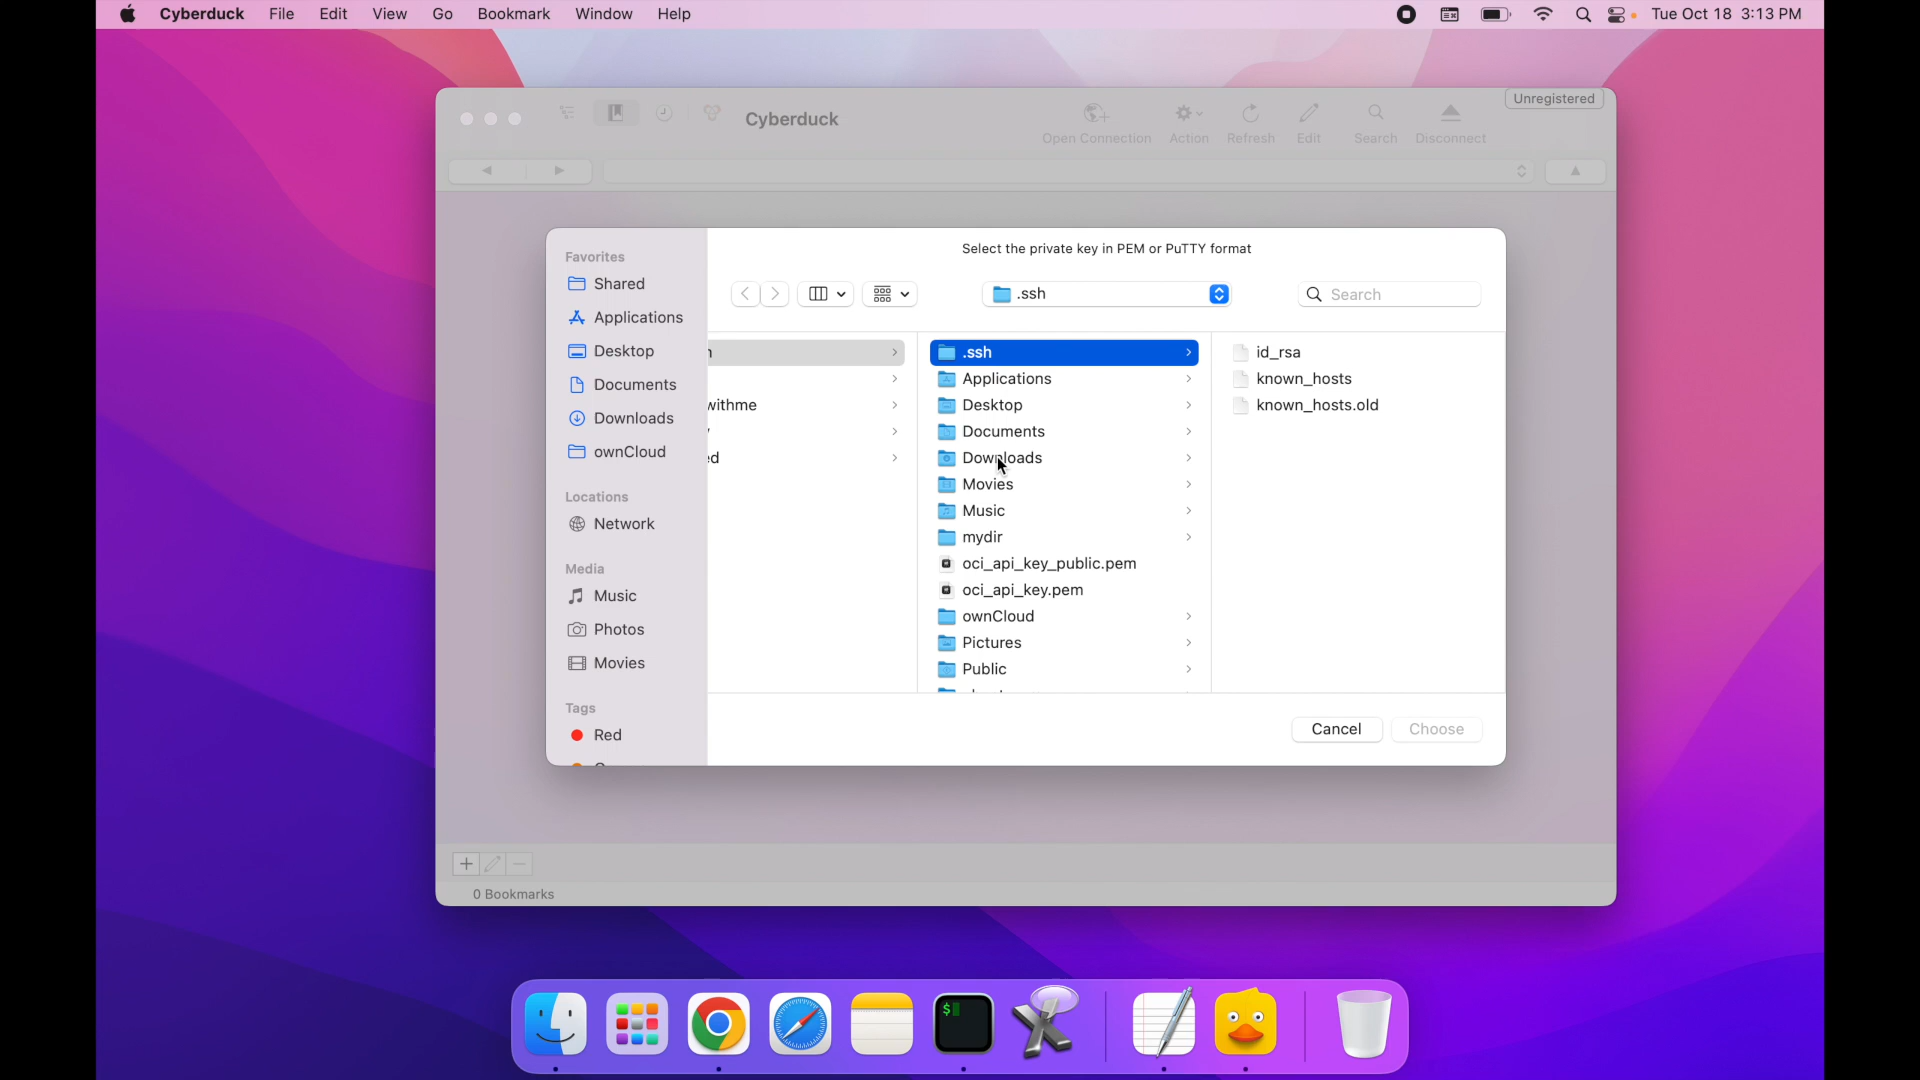 Cyberduck File Edit View Go Bookmark Window Help Tue Oct 18 3:13 PM
Unregistered
Cyberduck
Open Connection Action Refresh Edit Search Disconnect
Select the private key in PEM or PuTTY format
.ssh
Search
Favorites
Shared
Applications
Desktop
Documents
Downloads
ownCloud
Locations
Network
Media
Music
Photos
Movies
Tags
Red
withme
.ssh
Applications
Desktop
Documents
Downloads
Movies
Music
mydir
oci_api_key_public.pem
oci_api_key.pem
ownCloud
Pictures
Public
id_rsa
known_hosts
known_hosts.old
Cancel Choose
0 Bookmarks